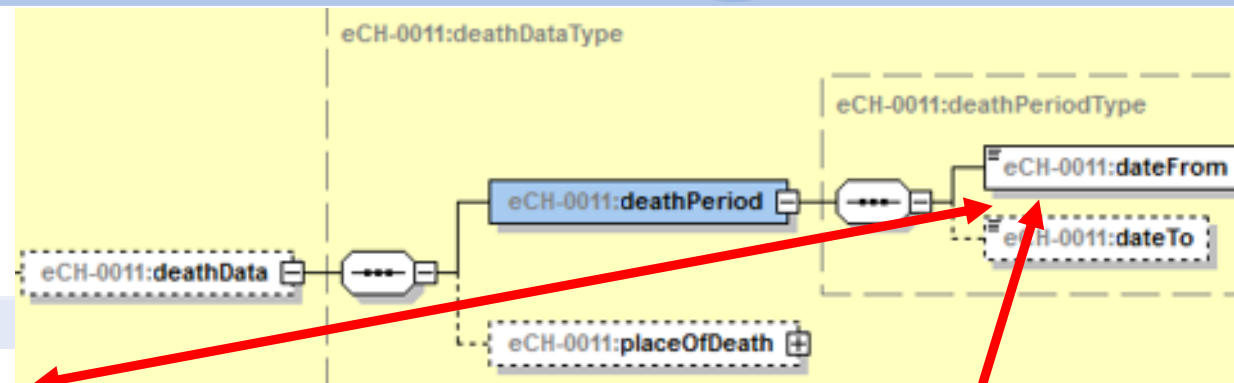 eCH-0011:deathDataType
eCH-0011:deathPeriodType
eCH-0011:dateFrom
eCH-0011:deathPeriod
eCH-0011:dateTo
eCH-0011:deathData
eCH-0011:placeOfDeath